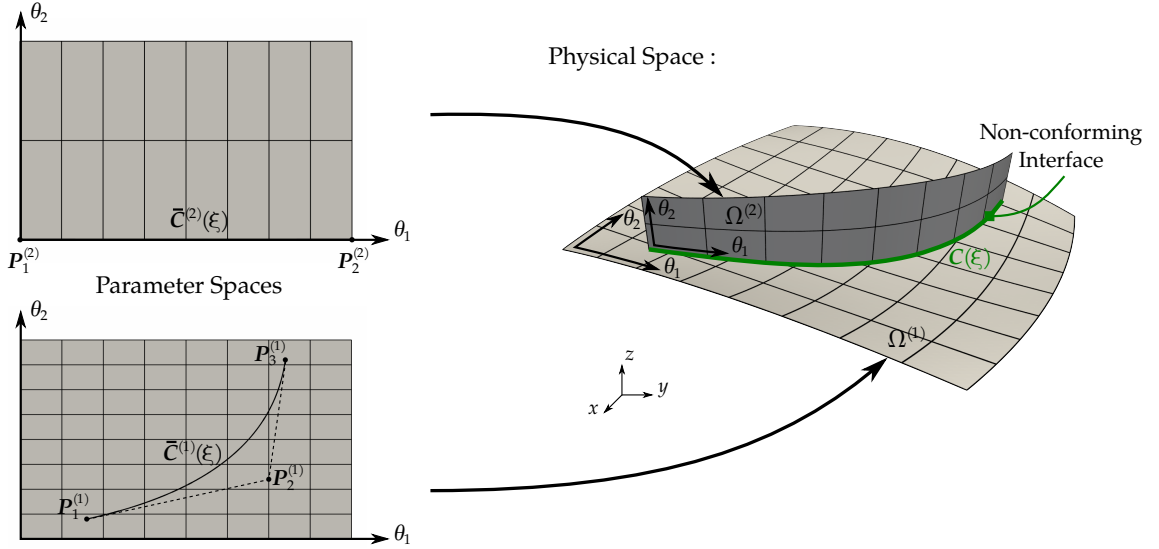 θ₂
C̄⁽²⁾(ξ)
θ₁
P₁⁽²⁾
P₂⁽²⁾
Parameter Spaces
θ₂
P₃⁽¹⁾
C̄⁽¹⁾(ξ)
P₂⁽¹⁾
P₁⁽¹⁾
θ₁
Physical Space :
Non-conforming
Interface
θ₂
θ₂
Ω⁽²⁾
θ₁
θ₁
C(ξ)
Ω⁽¹⁾
z
y
x